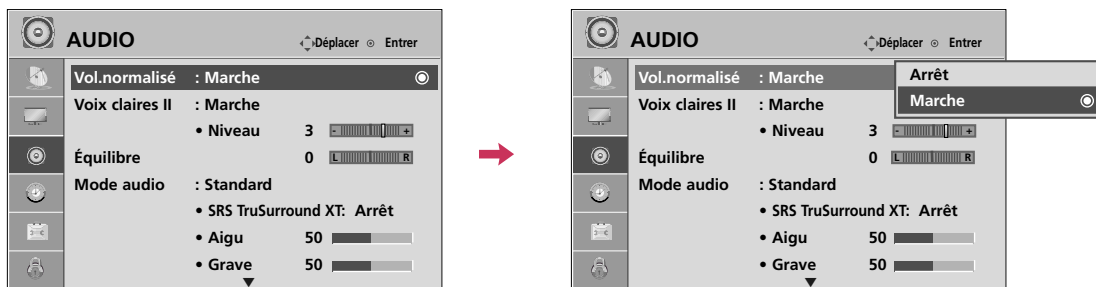 AUDIO
Déplacer
Entrer
Vol.normalisé : Marche
Voix claires II : Marche
• Niveau 3 - +
Équilibre 0 L R
Mode audio : Standard
• SRS TruSurround XT: Arrêt
• Aigu 50
• Grave 50
AUDIO
Déplacer
Entrer
Vol.normalisé : Marche
Arrêt
Marche
Voix claires II : Marche
• Niveau 3 - +
Équilibre 0 L R
Mode audio : Standard
• SRS TruSurround XT: Arrêt
• Aigu 50
• Grave 50